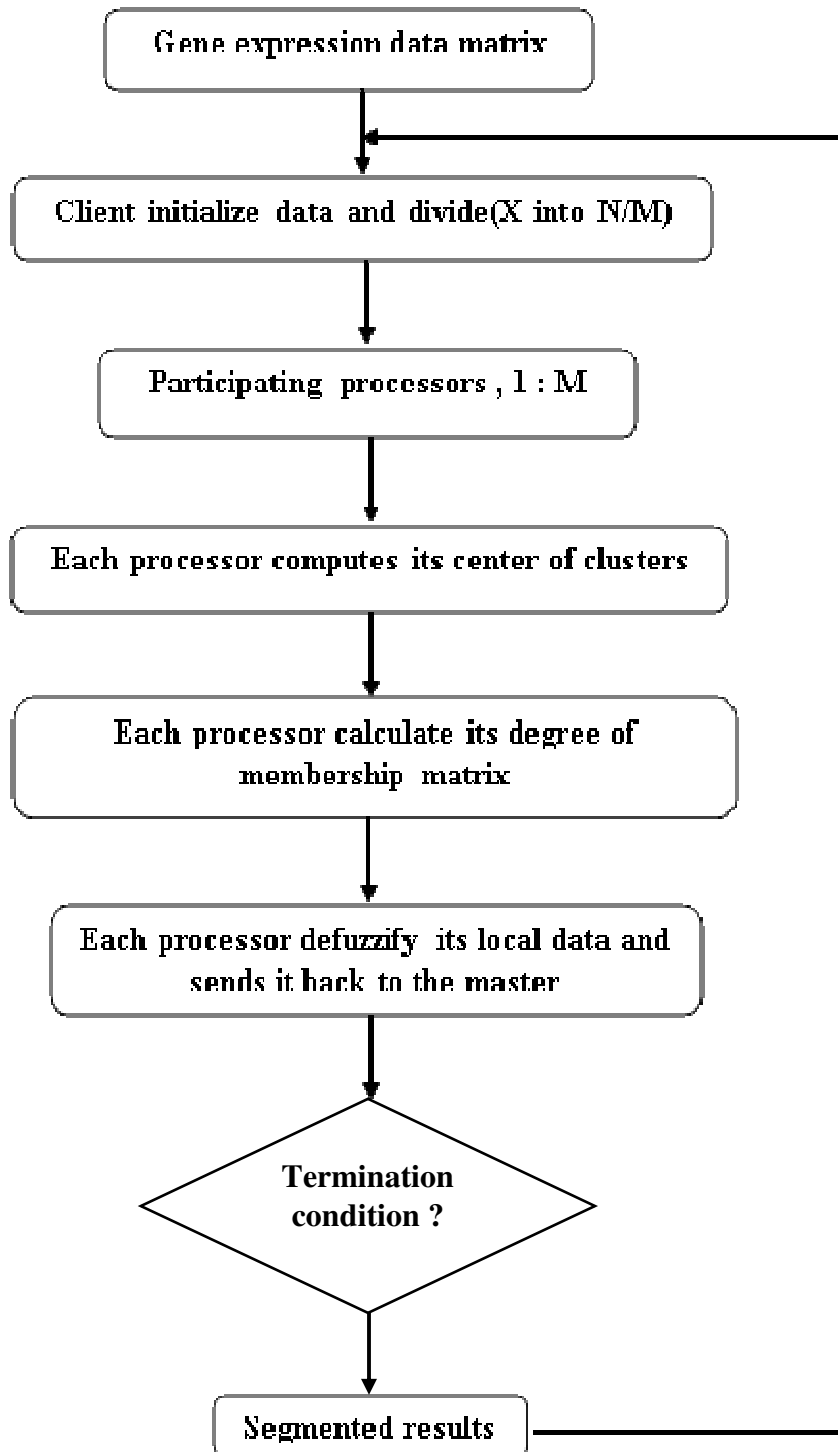 Gene expression data matrix
Client initialize data and divide(X into N/M)
Participating processors , 1 : M
Each processor computes its center of clusters
Each processor calculate its degree of
membership matrix
Each processor defuzzify its local data and
sends it back to the master
Termination
condition ?
Segmented results